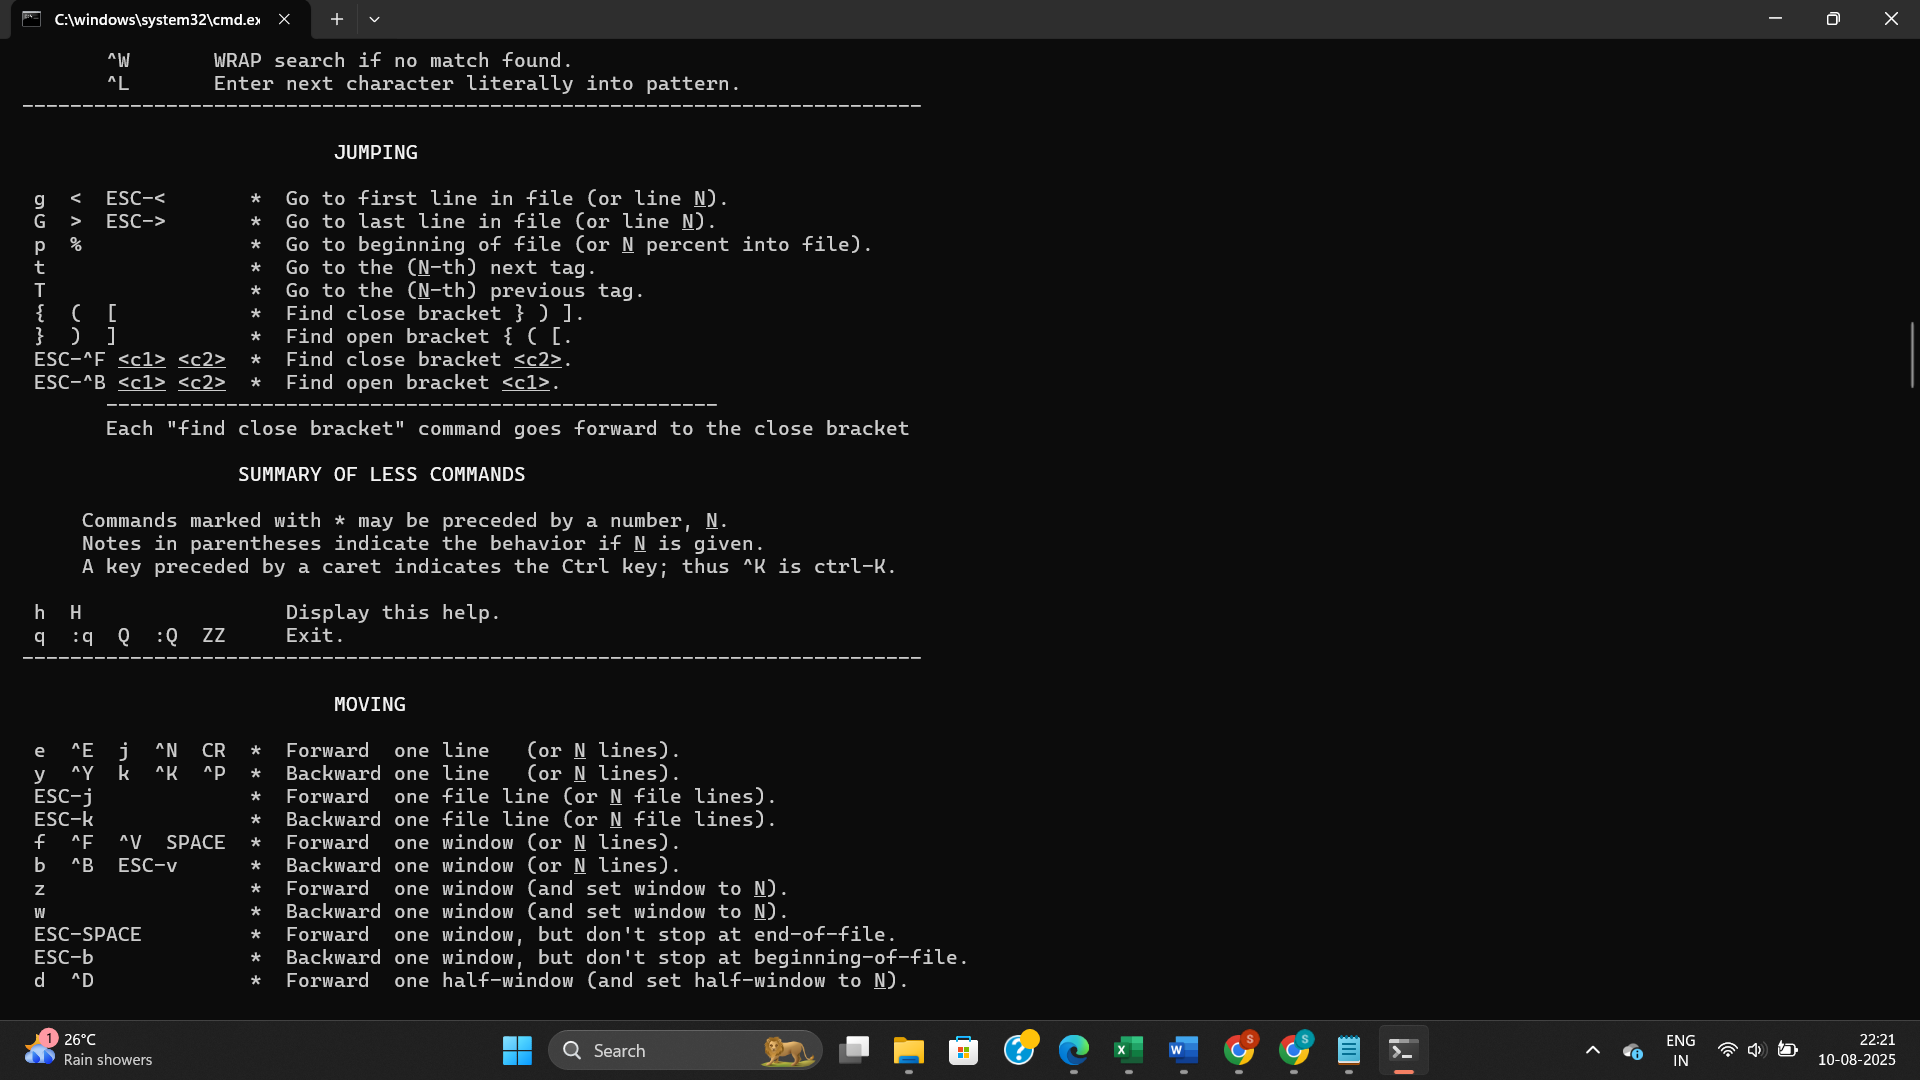 C:\windows\system32\cmd.ex
^W       WRAP search if no match found.
^L       Enter next character literally into pattern.
---------------------------------------------------------------------------
JUMPING
g  <  ESC-<       *  Go to first line in file (or line N).
G  >  ESC->       *  Go to last line in file (or line N).
p  %              *  Go to beginning of file (or N percent into file).
t                 *  Go to the (N-th) next tag.
T                 *  Go to the (N-th) previous tag.
{  (  [           *  Find close bracket } ) ].
}  )  ]           *  Find open bracket { ( [.
ESC-^F <c1> <c2>  *  Find close bracket <c2>.
ESC-^B <c1> <c2>  *  Find open bracket <c1>.
---------------------------------------------------
Each "find close bracket" command goes forward to the close bracket
SUMMARY OF LESS COMMANDS
Commands marked with * may be preceded by a number, N.
Notes in parentheses indicate the behavior if N is given.
A key preceded by a caret indicates the Ctrl key; thus ^K is ctrl-K.
h  H                 Display this help.
q  :q  Q  :Q  ZZ     Exit.
---------------------------------------------------------------------------
MOVING
e  ^E  j  ^N  CR  *  Forward  one line   (or N lines).
y  ^Y  k  ^K  ^P  *  Backward one line   (or N lines).
ESC-j             *  Forward  one file line (or N file lines).
ESC-k             *  Backward one file line (or N file lines).
f  ^F  ^V  SPACE  *  Forward  one window (or N lines).
b  ^B  ESC-v      *  Backward one window (or N lines).
z                 *  Forward  one window (and set window to N).
w                 *  Backward one window (and set window to N).
ESC-SPACE         *  Forward  one window, but don't stop at end-of-file.
ESC-b             *  Backward one window, but don't stop at beginning-of-file.
d  ^D             *  Forward  one half-window (and set half-window to N).
1
26°C
Rain showers
Search
S
S
ENG
IN
22:21
10-08-2025